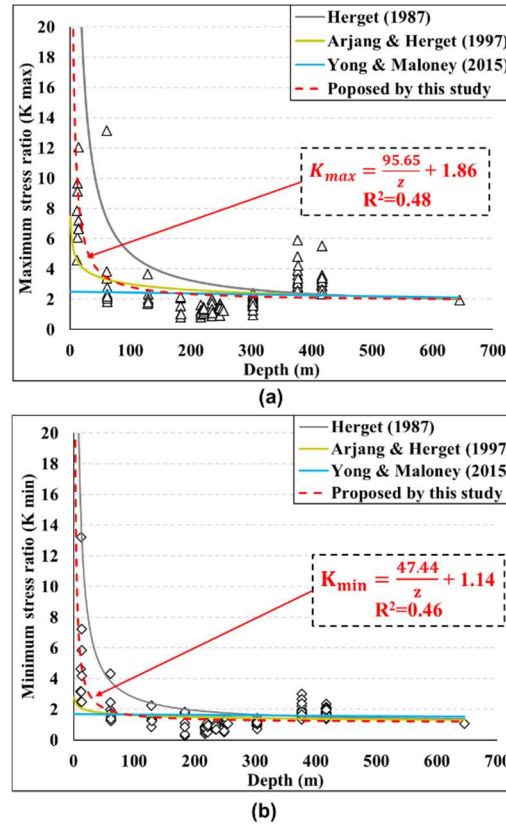 20
18
16
14
12
10
8
6
4
2
0
Maximum stress ratio (K max)
Herget (1987)
Arjang & Herget (1997)
Yong & Maloney (2015)
Poposed by this study
K_max = 95.65/z + 1.86
R²=0.48
0 100 200 300 400 500 600 700
Depth (m)
(a)
20
18
16
14
12
10
8
6
4
2
0
Minimum stress ratio (K min)
Herget (1987)
Arjang & Herget (1997
Yong & Maloney (2015)
Proposed by this study
K_min = 47.44/z + 1.14
R²=0.46
0 100 200 300 400 500 600 700
Depth (m)
(b)